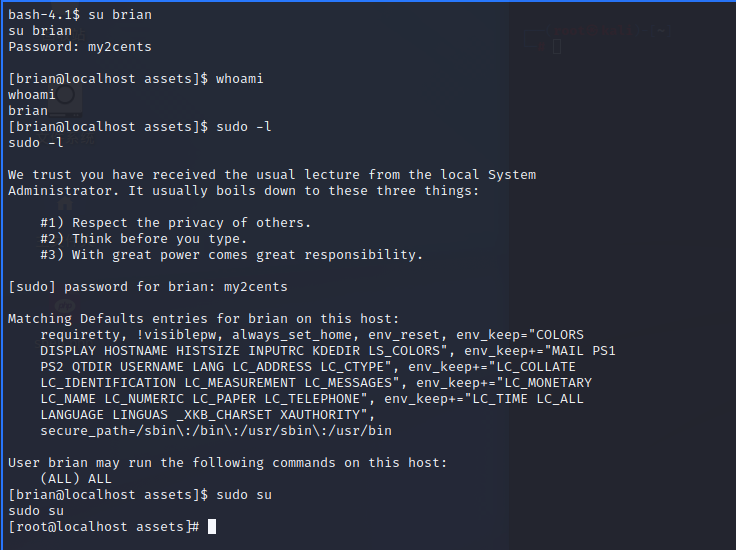 bash-4.1$ su brian
su brian
Password: my2cents
[brian@localhost assets]$ whoami
whoami
brian
[brian@localhost assets]$ sudo -l
sudo -l
We trust you have received the usual lecture from the local System
Administrator. It usually boils down to these three things:
#1) Respect the privacy of others.
#2) Think before you type.
#3) With great power comes great responsibility.
[sudo] password for brian: my2cents
Matching Defaults entries for brian on this host:
requiretty, !visiblepw, always_set_home, env_reset, env_keep="COLORS
DISPLAY HOSTNAME HISTSIZE INPUTRC KDEDIR LS_COLORS", env_keep+="MAIL PS1
PS2 QTDIR USERNAME LANG LC_ADDRESS LC_CTYPE", env_keep+="LC_COLLATE
LC_IDENTIFICATION LC_MEASUREMENT LC_MESSAGES", env_keep+="LC_MONETARY
LC_NAME LC_NUMERIC LC_PAPER LC_TELEPHONE", env_keep+="LC_TIME LC_ALL
LANGUAGE LINGUAS _XKB_CHARSET XAUTHORITY",
secure_path=/sbin\:/bin\:/usr/sbin\:/usr/bin
User brian may run the following commands on this host:
(ALL) ALL
[brian@localhost assets]$ sudo su
sudo su
[root@localhost assets]#